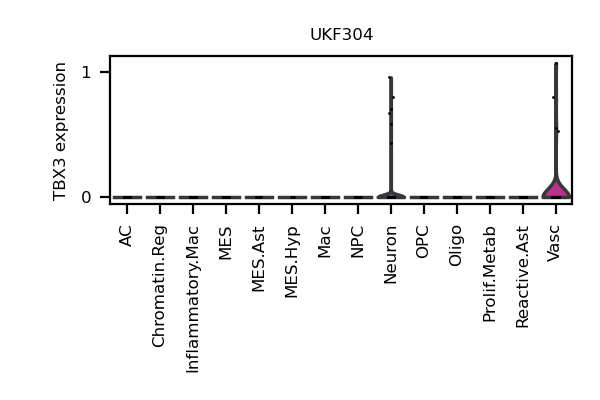 UKF304
TBX3 expression
1
0
AC
Chromatin.Reg
Inflammatory.Mac
MES
MES.Ast
MES.Hyp
Mac
NPC
Neuron
OPC
Oligo
Prolif.Metab
Reactive.Ast
Vasc